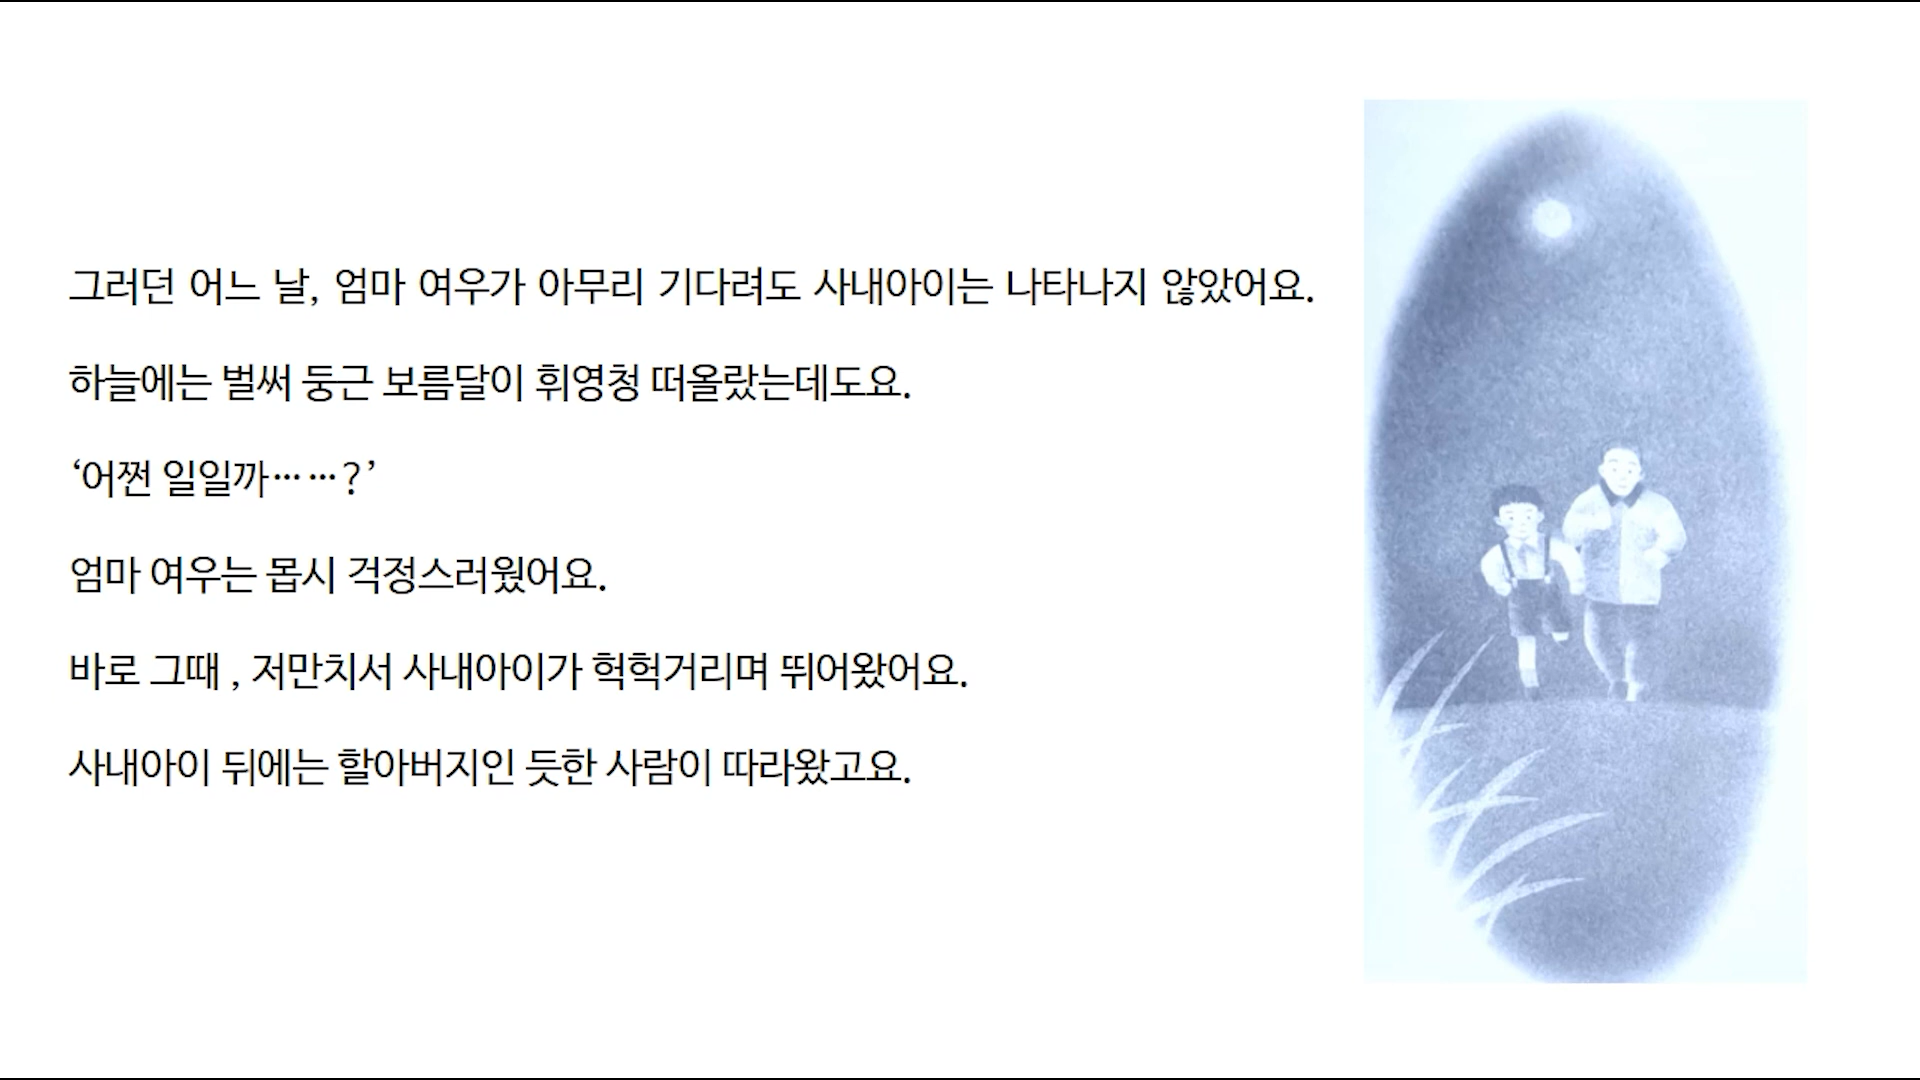 그러던 어느 날, 엄마 여우가 아무리 기다려도 사내아이는 나타나지 않았어요.
하늘에는 벌써 둥근 보름달이 휘영청 떠올랐는데도요.
‘어쩐 일일까……?’
엄마 여우는 몹시 걱정스러웠어요.
바로 그때 , 저만치서 사내아이가 헉헉거리며 뛰어왔어요.
사내아이 뒤에는 할아버지인 듯한 사람이 따라왔고요.